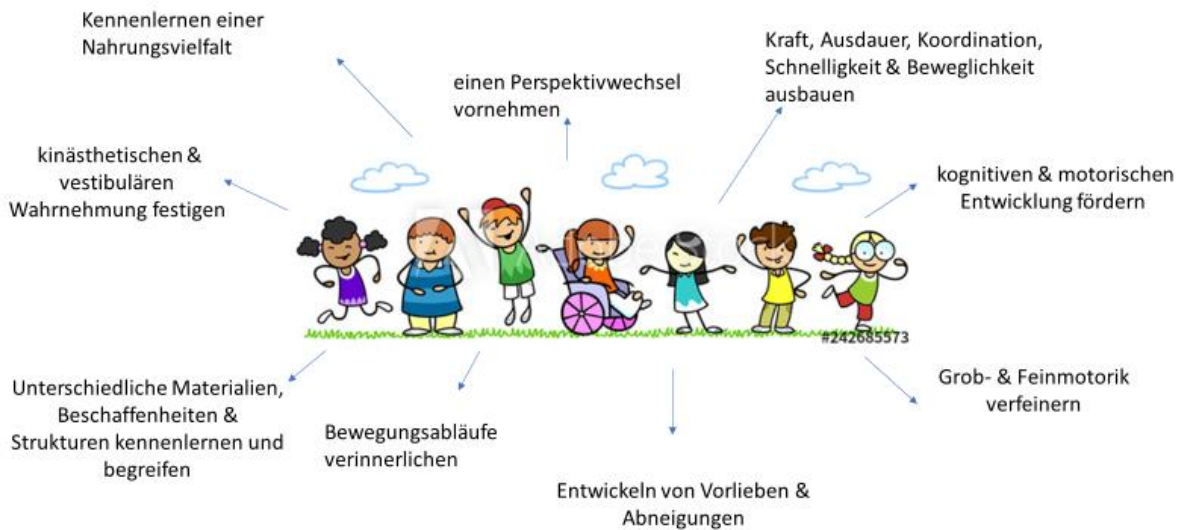 Kennenlernen einer
Nahrungsvielfalt
einen Perspektivwechsel
vornehmen
Kraft, Ausdauer, Koordination,
Schnelligkeit & Beweglichkeit
ausbauen
kinästhetischen &
vestibulären
Wahrnehmung festigen
kognitiven & motorischen
Entwicklung fördern
#242685573
Unterschiedliche Materialien,
Beschaffenheiten &
Strukturen kennenlernen und
begreifen
Bewegungsabläufe
verinnerlichen
Entwickeln von Vorlieben &
Abneigungen
Grob- & Feinmotorik
verfeinern